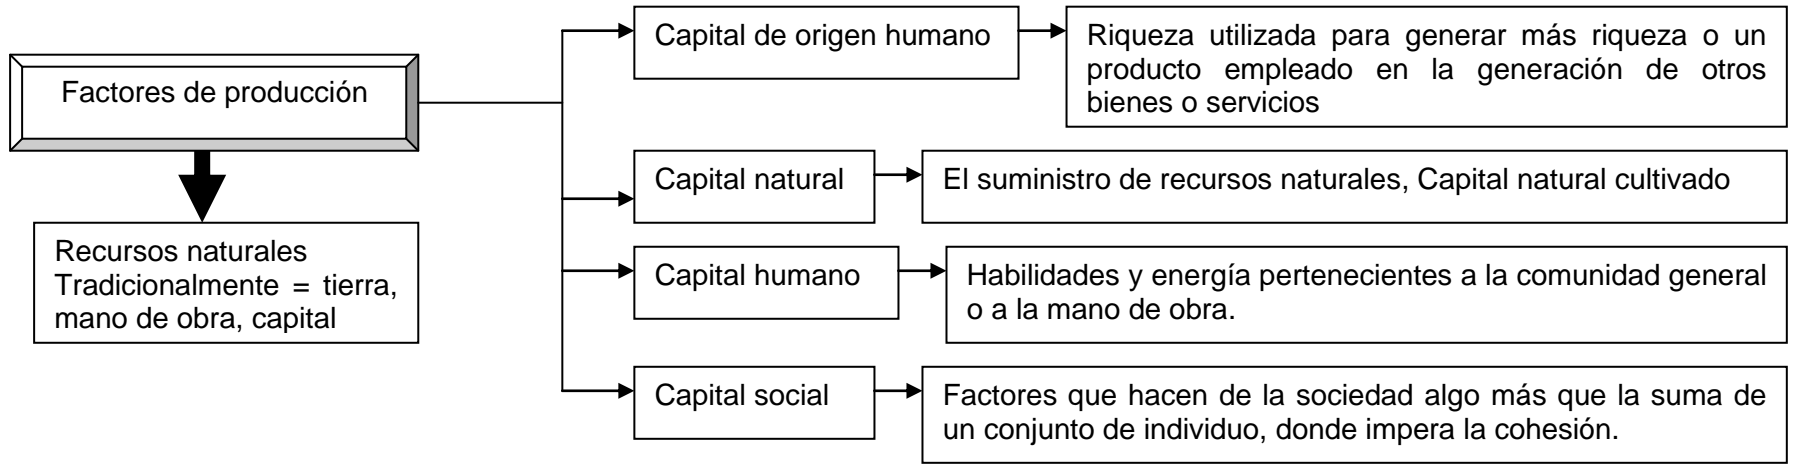 Factores de producción
Recursos naturales
Tradicionalmente = tierra,
mano de obra, capital
Capital de origen humano
Riqueza utilizada para generar más riqueza o un
producto empleado en la generación de otros
bienes o servicios
Capital natural
El suministro de recursos naturales, Capital natural cultivado
Capital humano
Habilidades y energía pertenecientes a la comunidad general
o a la mano de obra.
Capital social
Factores que hacen de la sociedad algo más que la suma de
un conjunto de individuo, donde impera la cohesión.